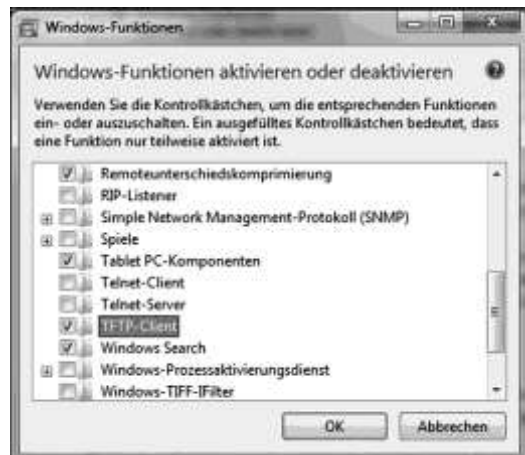 Windows-Funktionen
Windows-Funktionen aktivieren oder deaktivieren
Verwenden Sie die Kontrollkästchen, um die entsprechenden Funktionen
ein- oder auszuschalten. Ein ausgefülltes Kontrollkästchen bedeutet, dass
eine Funktion nur teilweise aktiviert ist.
Remoteunterschiedskomprimierung
RIP-Listener
Simple Network Management-Protokoll (SNMP)
Spiele
Tablet PC-Komponenten
Telnet-Client
Telnet-Server
TFTP-Client
Windows Search
Windows-Prozessaktivierungsdienst
Windows-TIFF-IFilter
OK Abbrechen